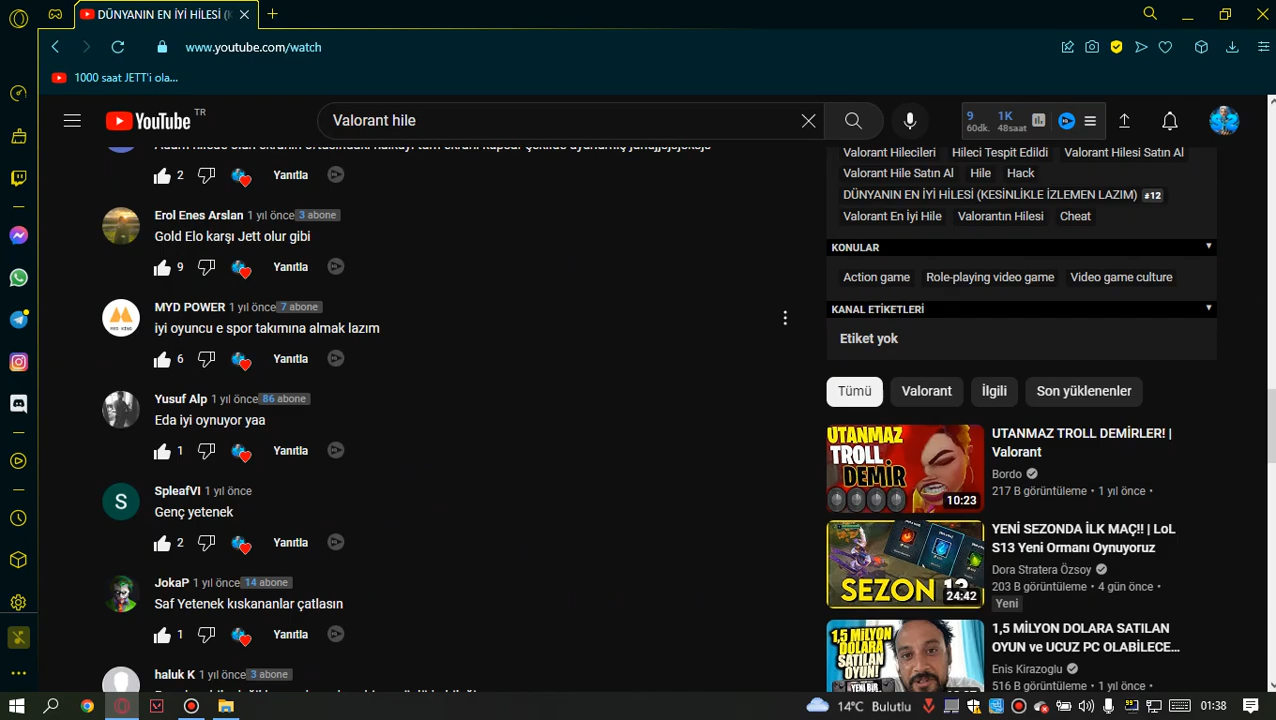 DÜNYANIN EN İYİ HİLESİ (
www.youtube.com/watch
1000 saat JETT'i ola...
YouTube TR
Valorant hile
9
60dk.
1K
48saat
Erol Enes Arslan 1 yıl önce 3 abone
Gold Elo karşı Jett olur gibi
9 Yanıtla
MYD POWER 1 yıl önce 7 abone
iyi oyuncu e spor takımına almak lazım
6 Yanıtla
Yusuf Alp 1 yıl önce 86 abone
Eda iyi oynuyor yaa
1 Yanıtla
S
SpleafVI 1 yıl önce
Genç yetenek
2 Yanıtla
JokaP 1 yıl önce 14 abone
Saf Yetenek kıskananlar çatlasın
1 Yanıtla
haluk K 1 yıl önce 3 abone
2 Yanıtla
Valorant Hilecileri Hileci Tespit Edildi Valorant Hilesi Satın Al
Valorant Hile Satın Al Hile Hack
DÜNYANIN EN İYİ HİLESİ (KESİNLİKLE İZLEMEN LAZIM) #12
Valorant En İyi Hile Valorantın Hilesi Cheat
KONULAR
Action game Role-playing video game Video game culture
KANAL ETİKETLERİ
Etiket yok
Tümü Valorant İlgili Son yüklenenler
UTANMAZ
TROLL
DEMİR
10:23
UTANMAZ TROLL DEMİRLER! |
Valorant
Bordo
217 B görüntüleme • 1 yıl önce •
SEZON 13
24:42
YENİ SEZONDA İLK MAÇ!! | LoL
S13 Yeni Ormanı Oynuyoruz
Dora Stratera Özsoy
203 B görüntüleme • 4 gün önce •
Yeni
1,5 MİLYON
DOLARA
SATILAN
OYUN!
1,5 MİLYON DOLARA SATILAN
OYUN ve UCUZ PC OLABİLECE...
Enis Kirazoglu
516 B görüntüleme • 1 yıl önce •
14°C Bulutlu
99
01:38